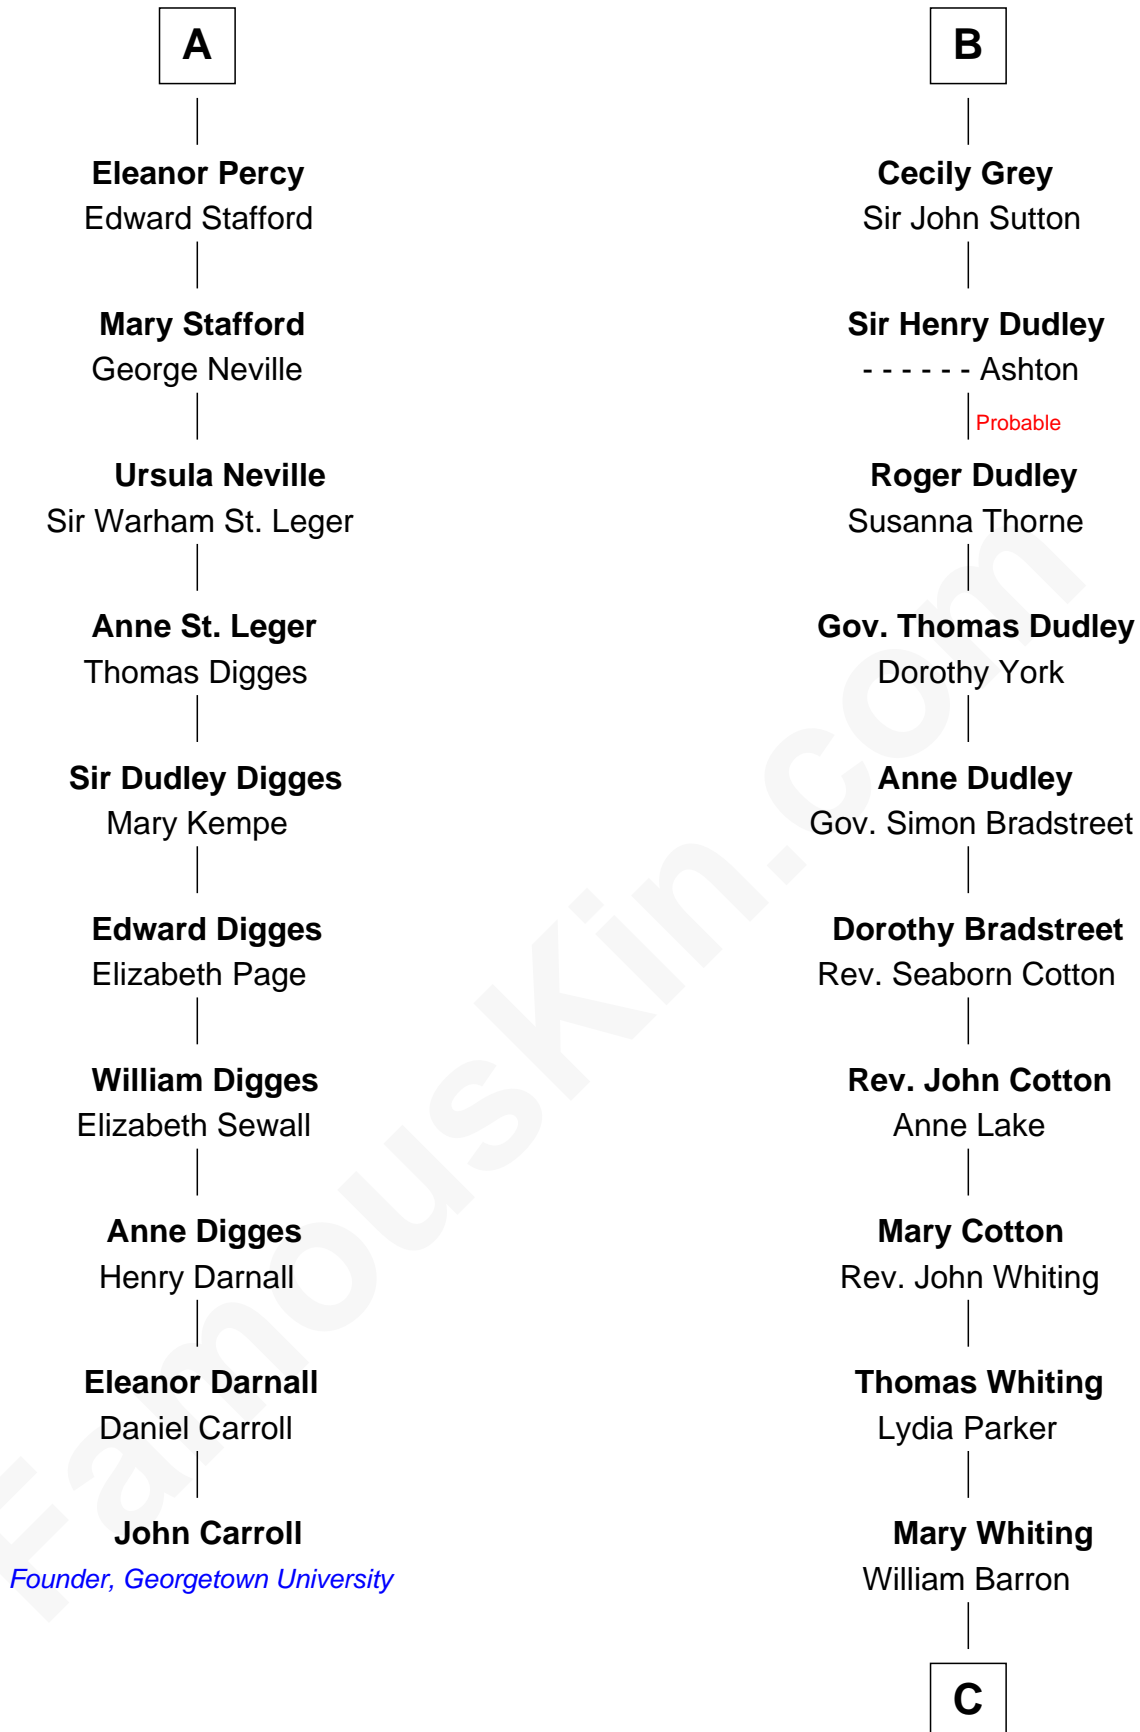 A
Eleanor Percy
Edward Stafford
Mary Stafford
George Neville
Ursula Neville
Sir Warham St. Leger
Anne St. Leger
Thomas Digges
Sir Dudley Digges
Mary Kempe
Edward Digges
Elizabeth Page
William Digges
Elizabeth Sewall
Anne Digges
Henry Darnall
Eleanor Darnall
Daniel Carroll
John Carroll
Founder, Georgetown University
B
Cecily Grey
Sir John Sutton
Sir Henry Dudley
- - - - - - Ashton
Probable
Roger Dudley
Susanna Thorne
Gov. Thomas Dudley
Dorothy York
Anne Dudley
Gov. Simon Bradstreet
Dorothy Bradstreet
Rev. Seaborn Cotton
Rev. John Cotton
Anne Lake
Mary Cotton
Rev. John Whiting
Thomas Whiting
Lydia Parker
Mary Whiting
William Barron
C
FamousKin.com